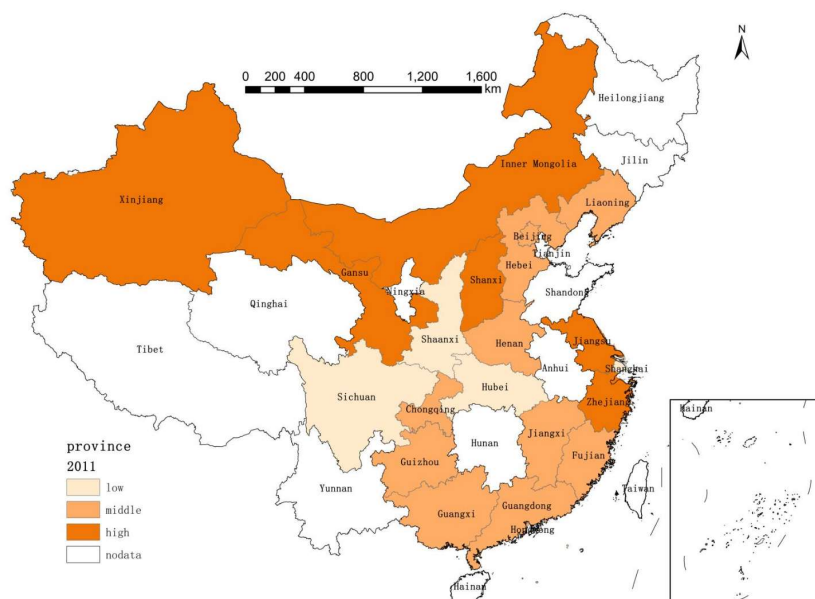 N
0 200 400 800 1,200 1,600
km
Heilongjiang
Jilin
Inner Mongolia
Xinjiang
Liaoning
Beijing
Tianjin
Hebei
Gansu
Shanxi
Ningxia
Shandong
Qinghai
Shaanxi
Henan
Jiangsu
Tibet
Anhui
Shanghai
Hubei
Sichuan
Zhejiang
Chongqing
Hainan
Jiangxi
Hunan
Fujian
Guizhou
Yunnan
Taiwan
Guangxi
Guangdong
Hongkong
Hainan
province
2011
low
middle
high
nodata